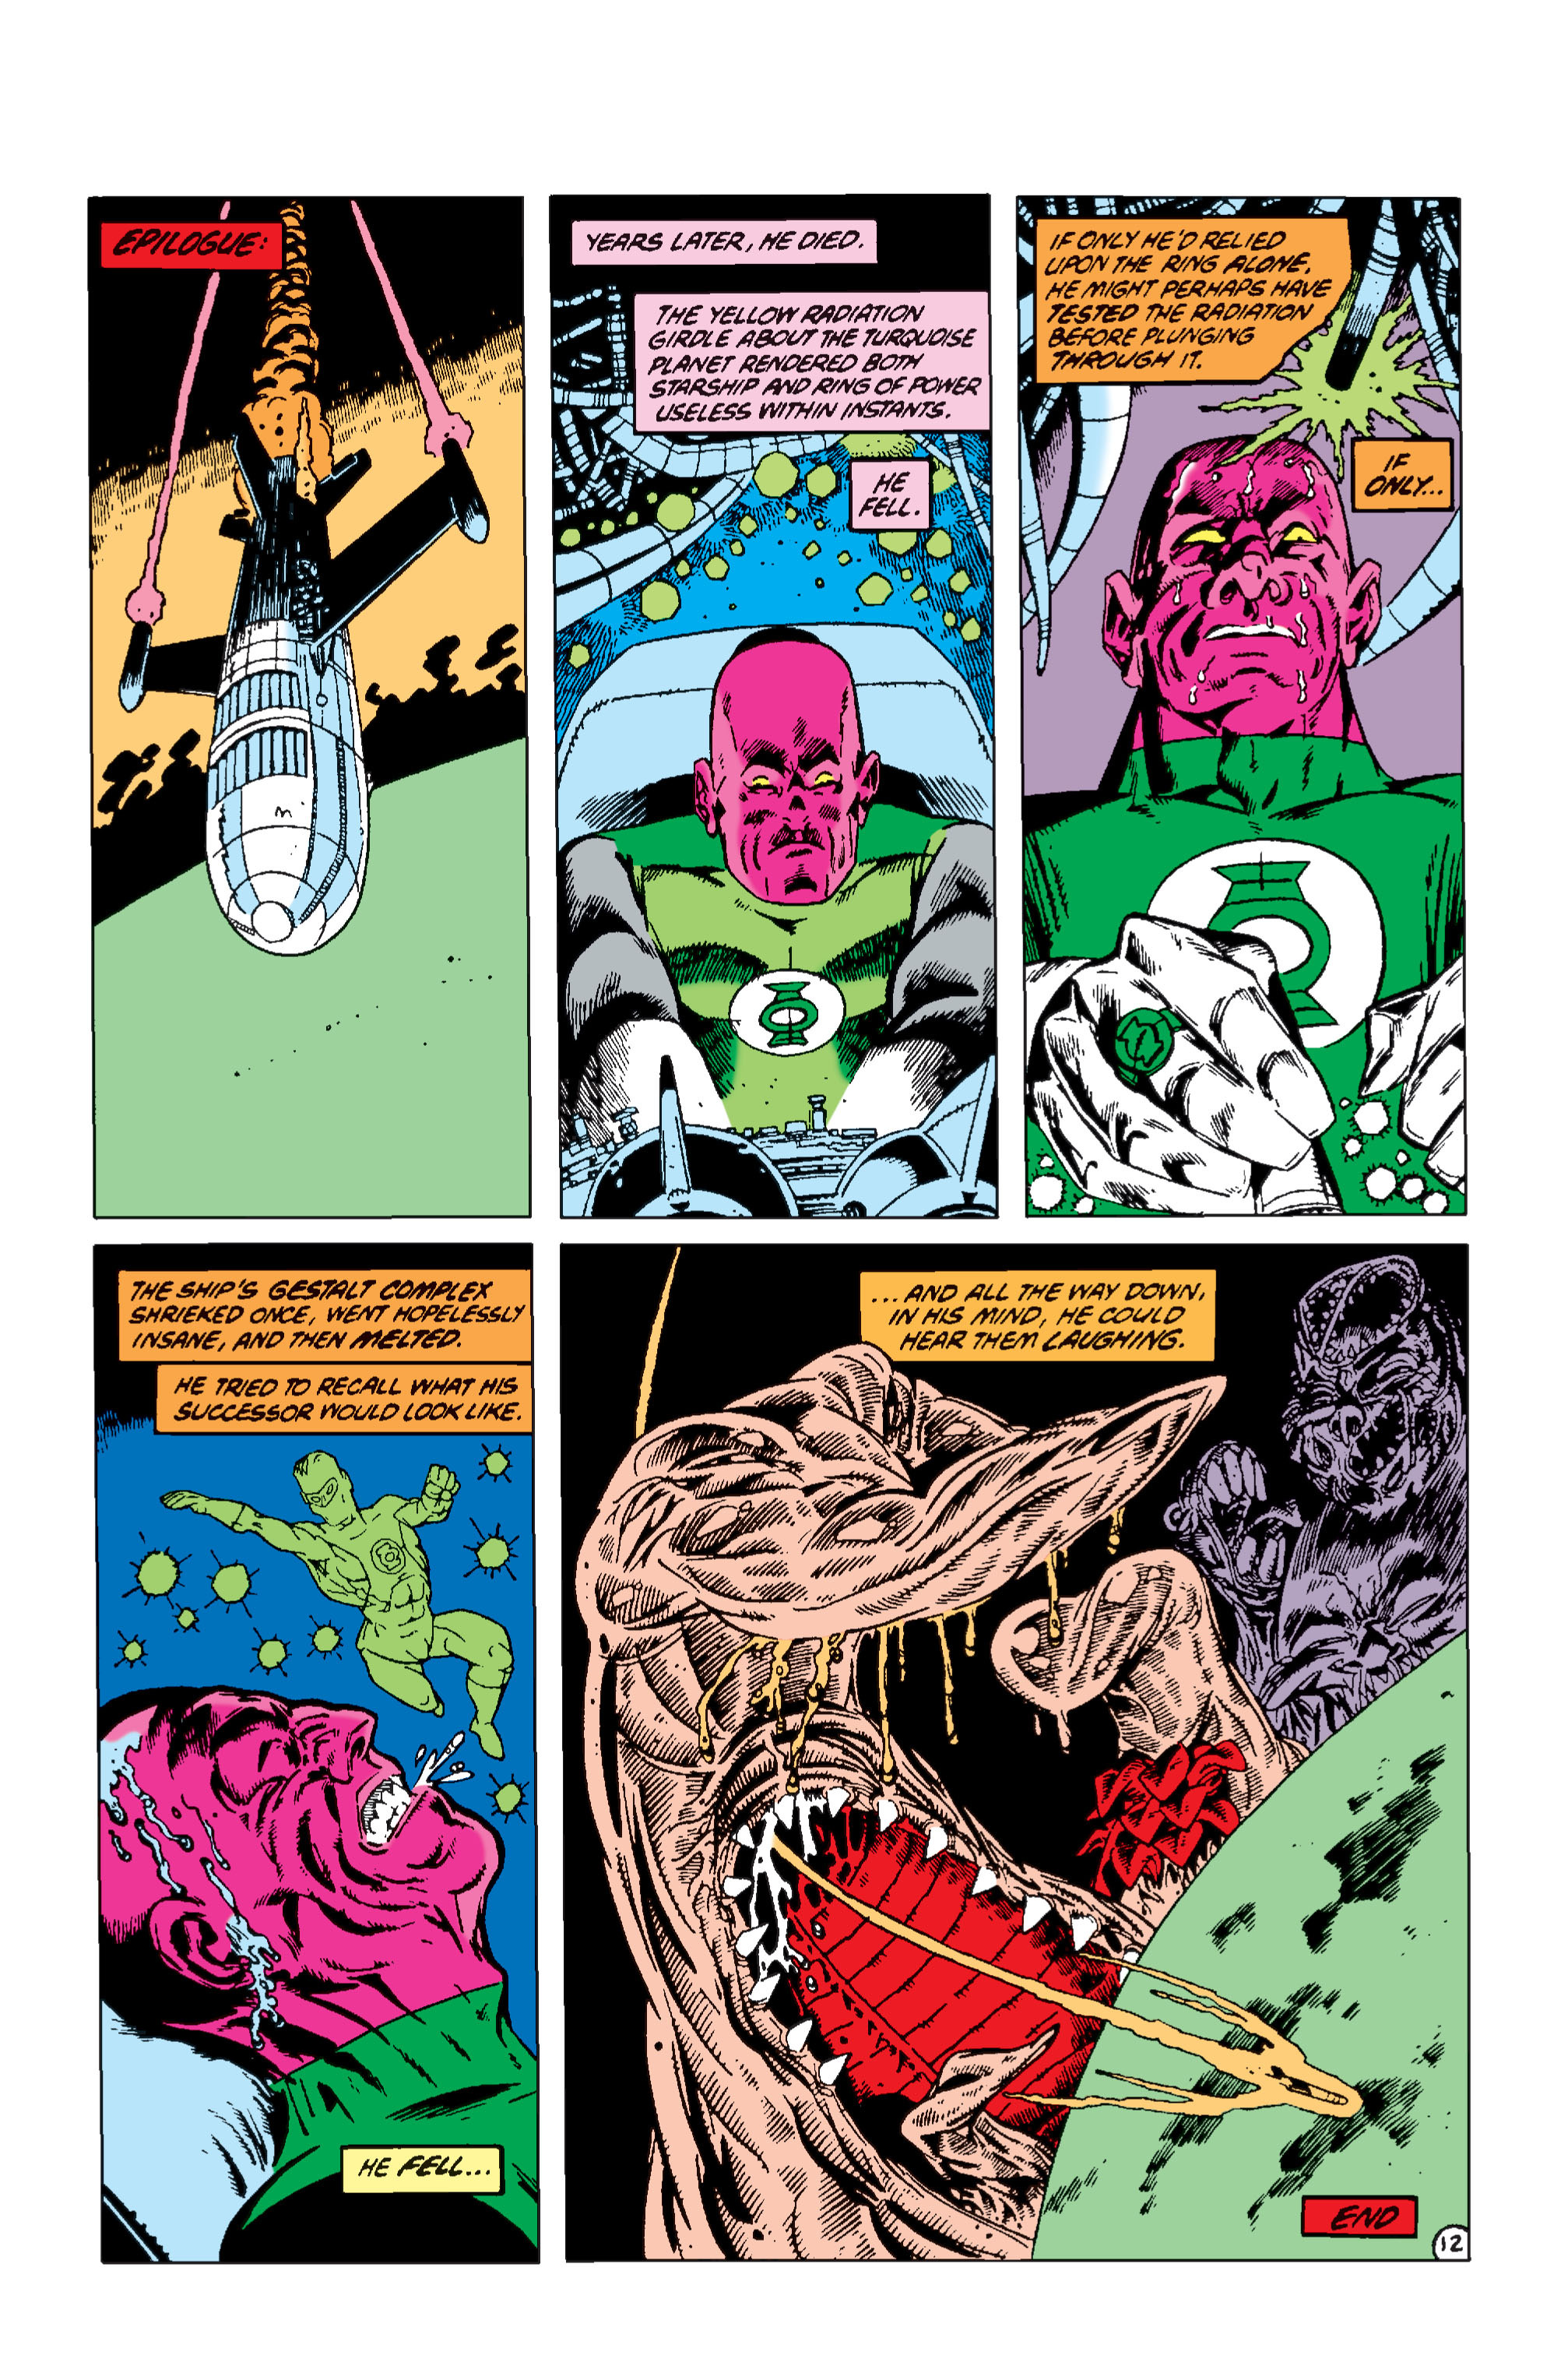 EPILOGUE:
YEARS LATER, HE DIED.
THE YELLOW RADIATION
GIRDLE ABOUT THE TURQUOISE
PLANET RENDERED BOTH
STARSHIP AND RING OF POWER
USELESS WITHIN INSTANTS.
HE
FELL.
IF ONLY HE'D RELIED
UPON THE RING ALONE,
HE MIGHT PERHAPS HAVE
TESTED THE RADIATION
BEFORE PLUNGING
THROUGH IT.
IF
ONLY...
THE SHIP'S GESTALT COMPLEX
SHRIEKED ONCE, WENT HOPELESSLY
INSANE, AND THEN MELTED.
HE TRIED TO RECALL WHAT HIS
SUCCESSOR WOULD LOOK LIKE.
HE FELL...
...AND ALL THE WAY DOWN,
IN HIS MIND, HE COULD
HEAR THEM LAUGHING.
END
12